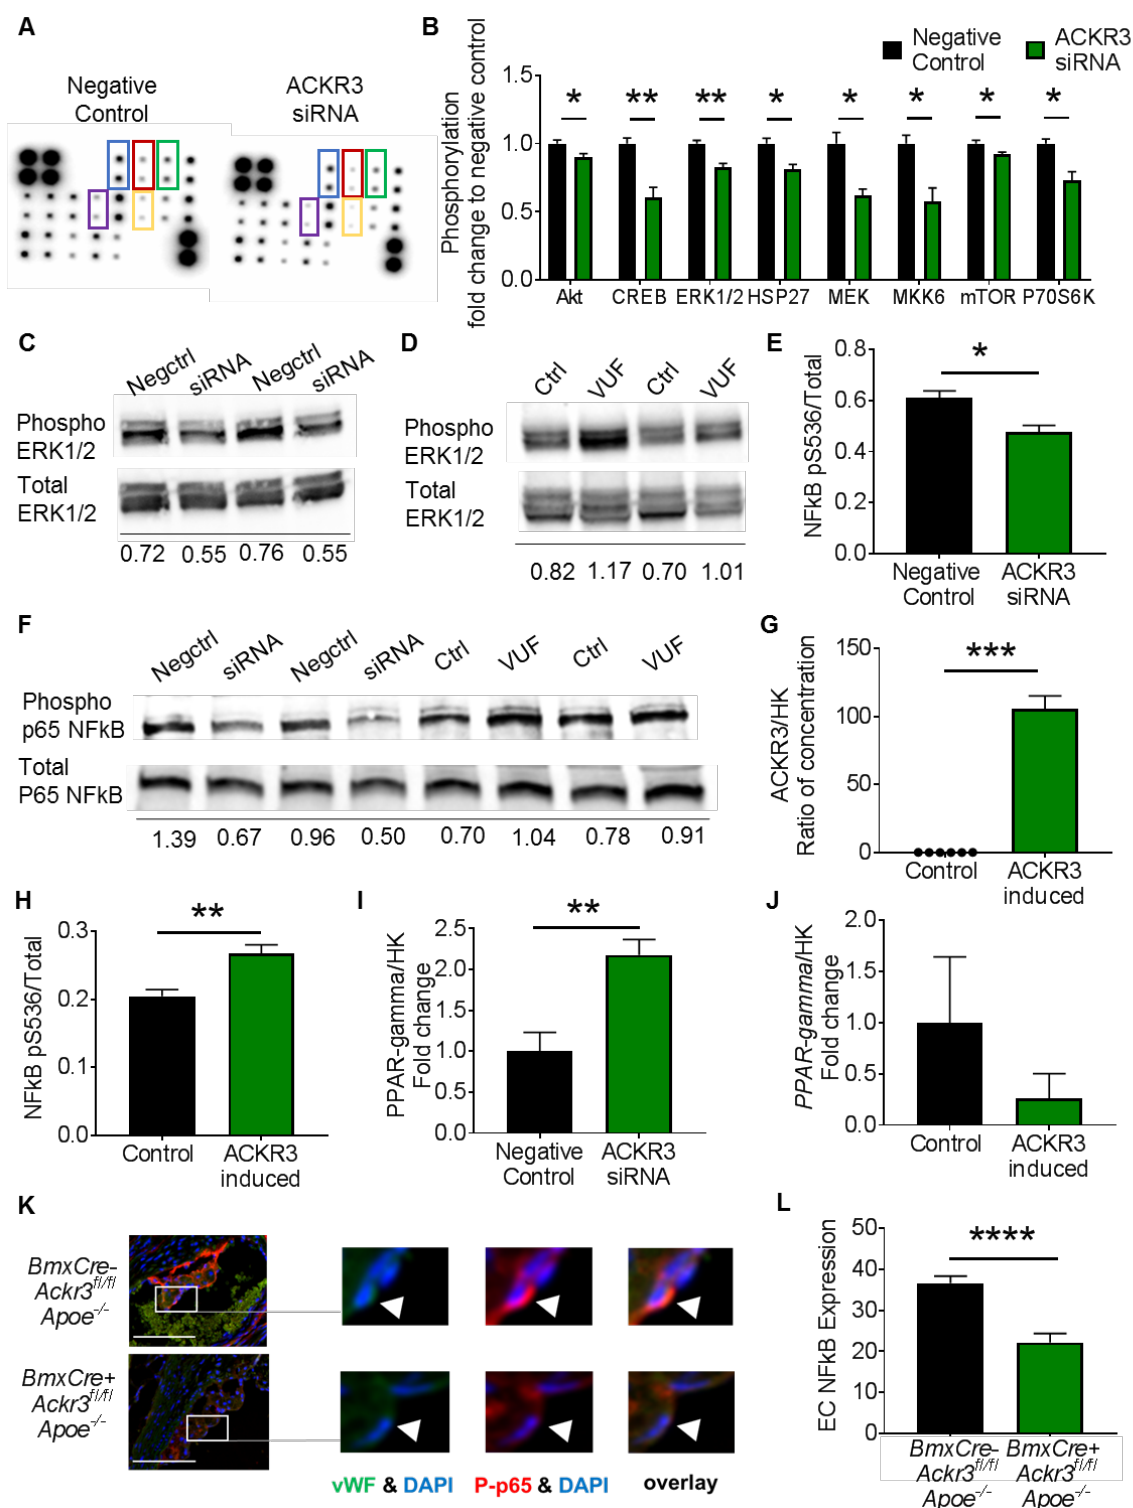 A
Negative
Control
ACKR3
siRNA
B
Negative
Control
ACKR3
siRNA
Phosphorylation
fold change to negative control
1.5
1.0
0.5
0.0
*
**
**
*
*
*
*
*
Akt
CREB
ERK1/2
HSP27
MEK
MKK6
mTOR
P70S6K
C
Negctrl
siRNA
Negctrl
siRNA
Phospho
ERK1/2
Total
ERK1/2
0.72 0.55 0.76 0.55
D
Ctrl
VUF
Ctrl
VUF
Phospho
ERK1/2
Total
ERK1/2
0.82 1.17 0.70 1.01
E
NFkB pS536/Total
0.8
0.6
0.4
0.2
0.0
*
Negative
Control
ACKR3
siRNA
F
Negctrl
siRNA
Negctrl
siRNA
Ctrl
VUF
Ctrl
VUF
Phospho
p65 NFkB
Total
P65 NFkB
1.39 0.67 0.96 0.50 0.70 1.04 0.78 0.91
G
ACKR3/HK
Ratio of concentration
150
100
50
0
***
Control
ACKR3
induced
H
NFkB pS536/Total
0.3
0.2
0.1
0.0
**
Control
ACKR3
induced
I
PPAR-gamma/HK
Fold change
2.5
2.0
1.5
1.0
0.5
0.0
**
Negative
Control
ACKR3
siRNA
J
PPAR-gamma/HK
Fold change
2.0
1.5
1.0
0.5
0.0
Control
ACKR3
induced
K
BmxCre-
Ackr3fl/fl
Apoe-/-
BmxCre+
Ackr3fl/fl
Apoe-/-
vWF & DAPI
P-p65 & DAPI
overlay
L
EC NFkB Expression
50
40
30
20
10
0
****
BmxCre-
Ackr3fl/fl
Apoe-/-
BmxCre+
Ackr3fl/fl
Apoe-/-